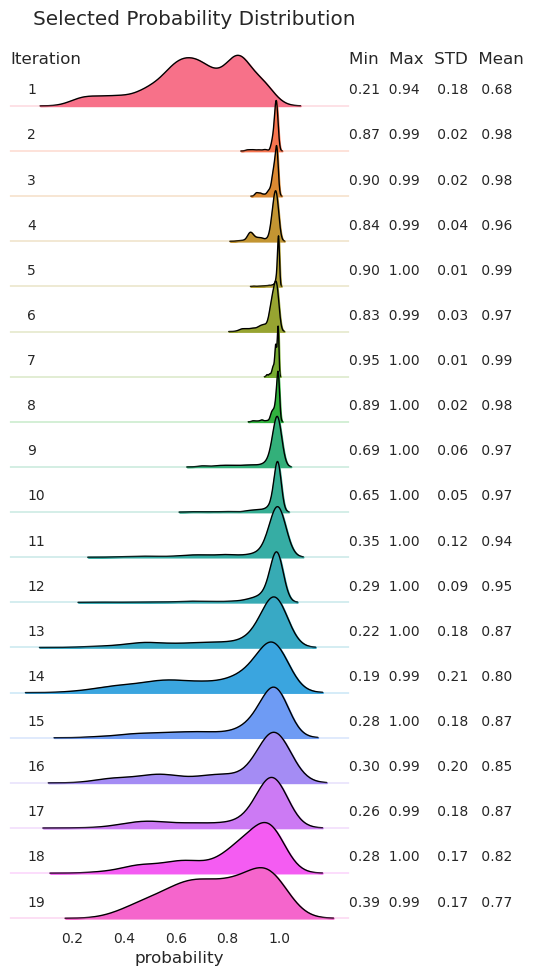 Selected Probability Distribution
Iteration Min Max STD Mean
1 0.21 0.94 0.18 0.68
2 0.87 0.99 0.02 0.98
3 0.90 0.99 0.02 0.98
4 0.84 0.99 0.04 0.96
5 0.90 1.00 0.01 0.99
6 0.83 0.99 0.03 0.97
7 0.95 1.00 0.01 0.99
8 0.89 1.00 0.02 0.98
9 0.69 1.00 0.06 0.97
10 0.65 1.00 0.05 0.97
11 0.35 1.00 0.12 0.94
12 0.29 1.00 0.09 0.95
13 0.22 1.00 0.18 0.87
14 0.19 0.99 0.21 0.80
15 0.28 1.00 0.18 0.87
16 0.30 0.99 0.20 0.85
17 0.26 0.99 0.18 0.87
18 0.28 1.00 0.17 0.82
19 0.39 0.99 0.17 0.77
0.2 0.4 0.6 0.8 1.0
probability